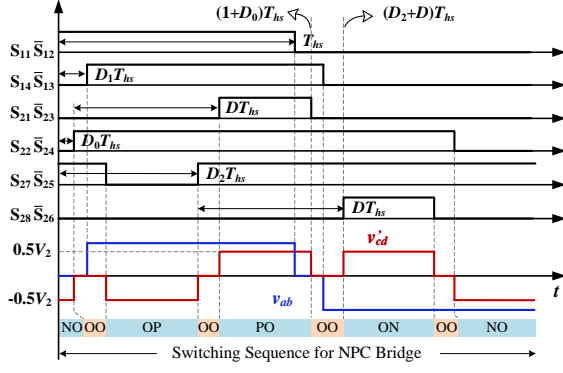 (1+D₀)Tₕₛ (D₂+D)Tₕₛ
S₁₁ S̅₁₂ Tₕₛ
S₁₄ S̅₁₃ D₁Tₕₛ
S₂₁ S̅₂₃ DTₕₛ
S₂₂ S̅₂₄ D₀Tₕₛ
S₂₇ S̅₂₅ D₂Tₕₛ
S₂₈ S̅₂₆ DTₕₛ
0.5V₂ v'cd
-0.5V₂ vab t
NO OO OP OO PO OO ON OO NO
Switching Sequence for NPC Bridge